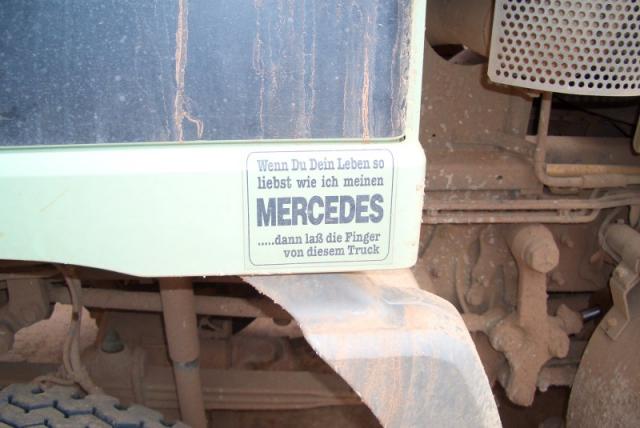 Wenn Du Dein Leben so
liebst wie ich meinen
MERCEDES
.....dann laß die Finger
von diesem Truck